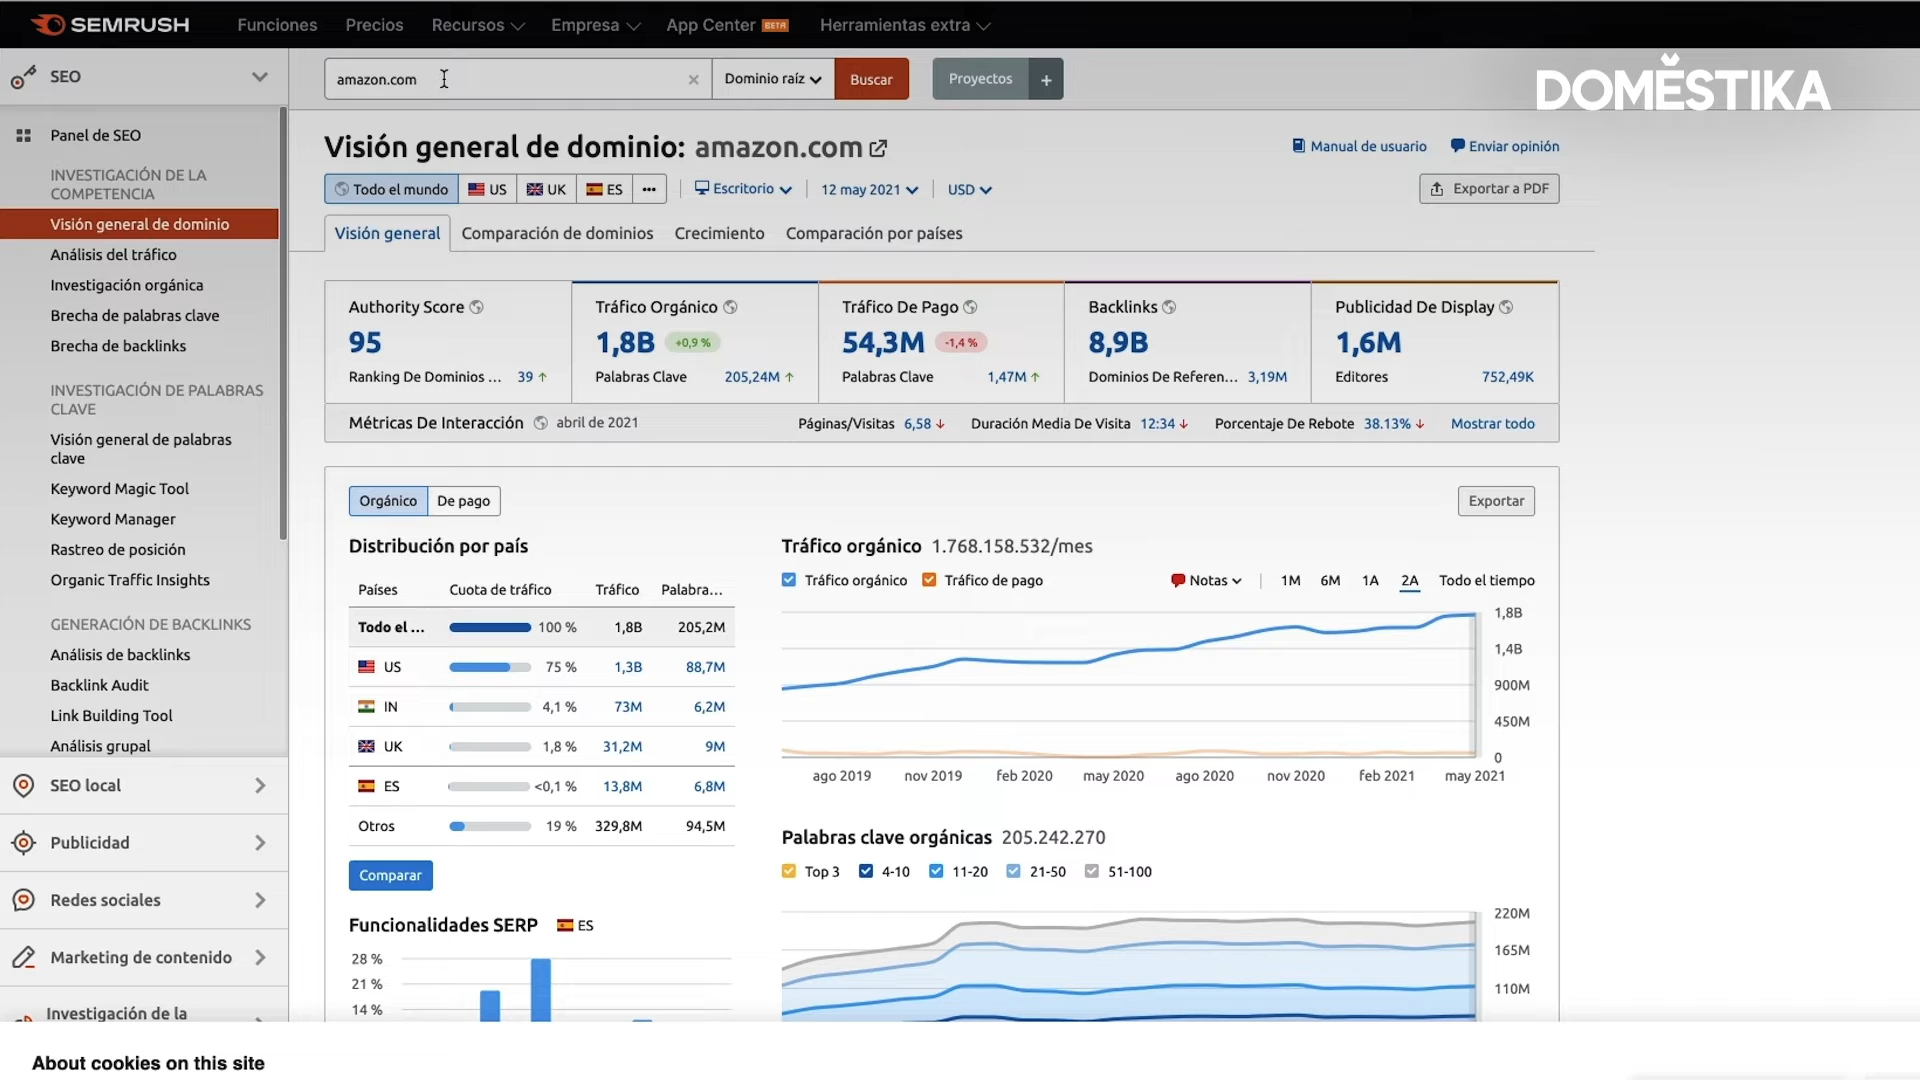 SEMRUSH
Funciones
Precios
Recursos
Empresa
App Center BETA
Herramientas extra
SEO
amazon.com
Dominio raíz
Buscar
Proyectos
+
DOMESTIKA
Panel de SEO
INVESTIGACIÓN DE LA
COMPETENCIA
Visión general de dominio
Análisis del tráfico
Investigación orgánica
Brecha de palabras clave
Brecha de backlinks
INVESTIGACIÓN DE PALABRAS
CLAVE
Visión general de palabras
clave
Keyword Magic Tool
Keyword Manager
Rastreo de posición
Organic Traffic Insights
GENERACIÓN DE BACKLINKS
Análisis de backlinks
Backlink Audit
Link Building Tool
Análisis grupal
SEO local
Publicidad
Redes sociales
Marketing de contenido
Investigación de la
Visión general de dominio: amazon.com
Manual de usuario
Enviar opinión
Todo el mundo
US
UK
ES
•••
Escritorio
12 may 2021
USD
Exportar a PDF
Visión general
Comparación de dominios
Crecimiento
Comparación por países
Authority Score
95
Ranking De Dominios ... 39 ↑
Tráfico Orgánico
1,8B +0,9 %
Palabras Clave 205,24M ↑
Tráfico De Pago
54,3M -1,4 %
Palabras Clave 1,47M ↑
Backlinks
8,9B
Dominios De Referen... 3,19M
Publicidad De Display
1,6M
Editores 752,49K
Métricas De Interacción abril de 2021
Páginas/Visitas 6,58 ↓
Duración Media De Visita 12:34 ↓
Porcentaje De Rebote 38.13% ↓
Mostrar todo
Orgánico
De pago
Exportar
Distribución por país
Países Cuota de tráfico Tráfico Palabra...
Todo el ... 100 % 1,8B 205,2M
US 75 % 1,3B 88,7M
IN 4,1 % 73M 6,2M
UK 1,8 % 31,2M 9M
ES <0,1 % 13,8M 6,8M
Otros 19 % 329,8M 94,5M
Comparar
Funcionalidades SERP ES
28 %
21 %
14 %
Tráfico orgánico 1.768.158.532/mes
Tráfico orgánico
Tráfico de pago
Notas
1M 6M 1A 2A Todo el tiempo
1,8B
1,4B
900M
450M
0
ago 2019 nov 2019 feb 2020 may 2020 ago 2020 nov 2020 feb 2021 may 2021
Palabras clave orgánicas 205.242.270
Top 3 4-10 11-20 21-50 51-100
220M
165M
110M
About cookies on this site